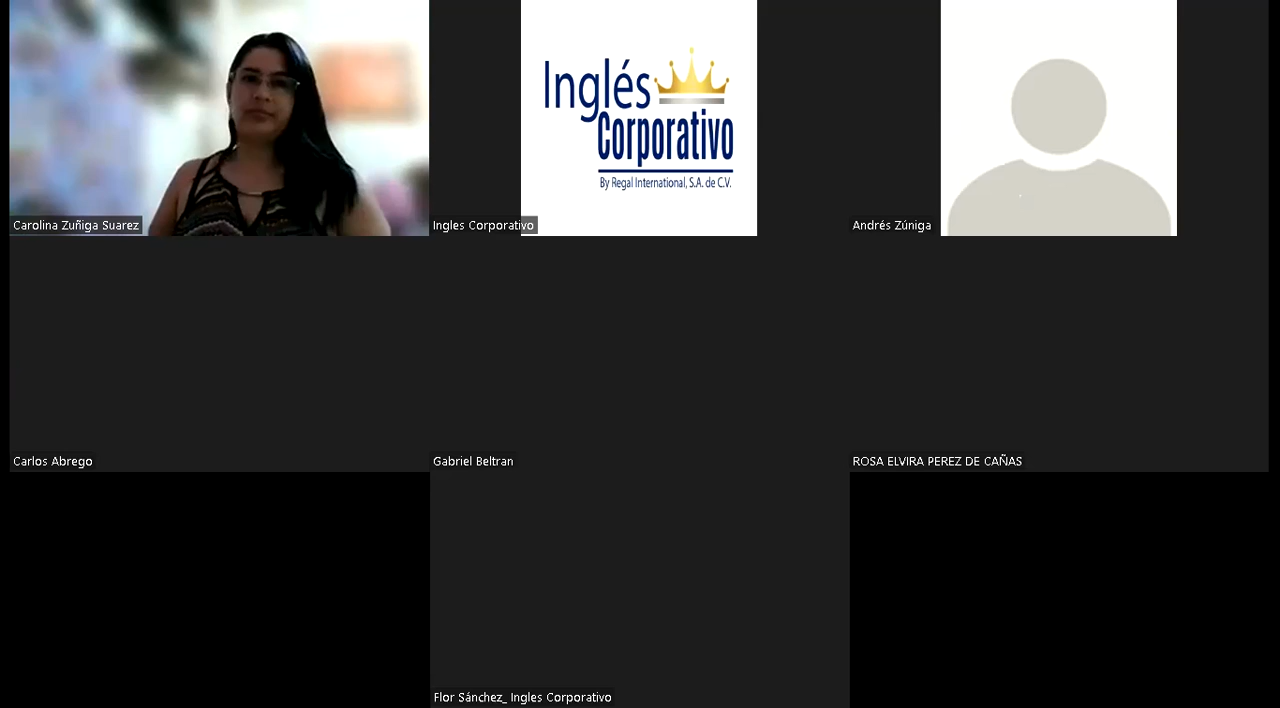 Inglés
Corporativo
By Regal International, S.A. de C.V.
Carolina Zuñiga Suarez
Ingles Corporativo
Andrés Zúniga
Carlos Abrego
Gabriel Beltran
ROSA ELVIRA PEREZ DE CAÑAS
Flor Sánchez_ Ingles Corporativo